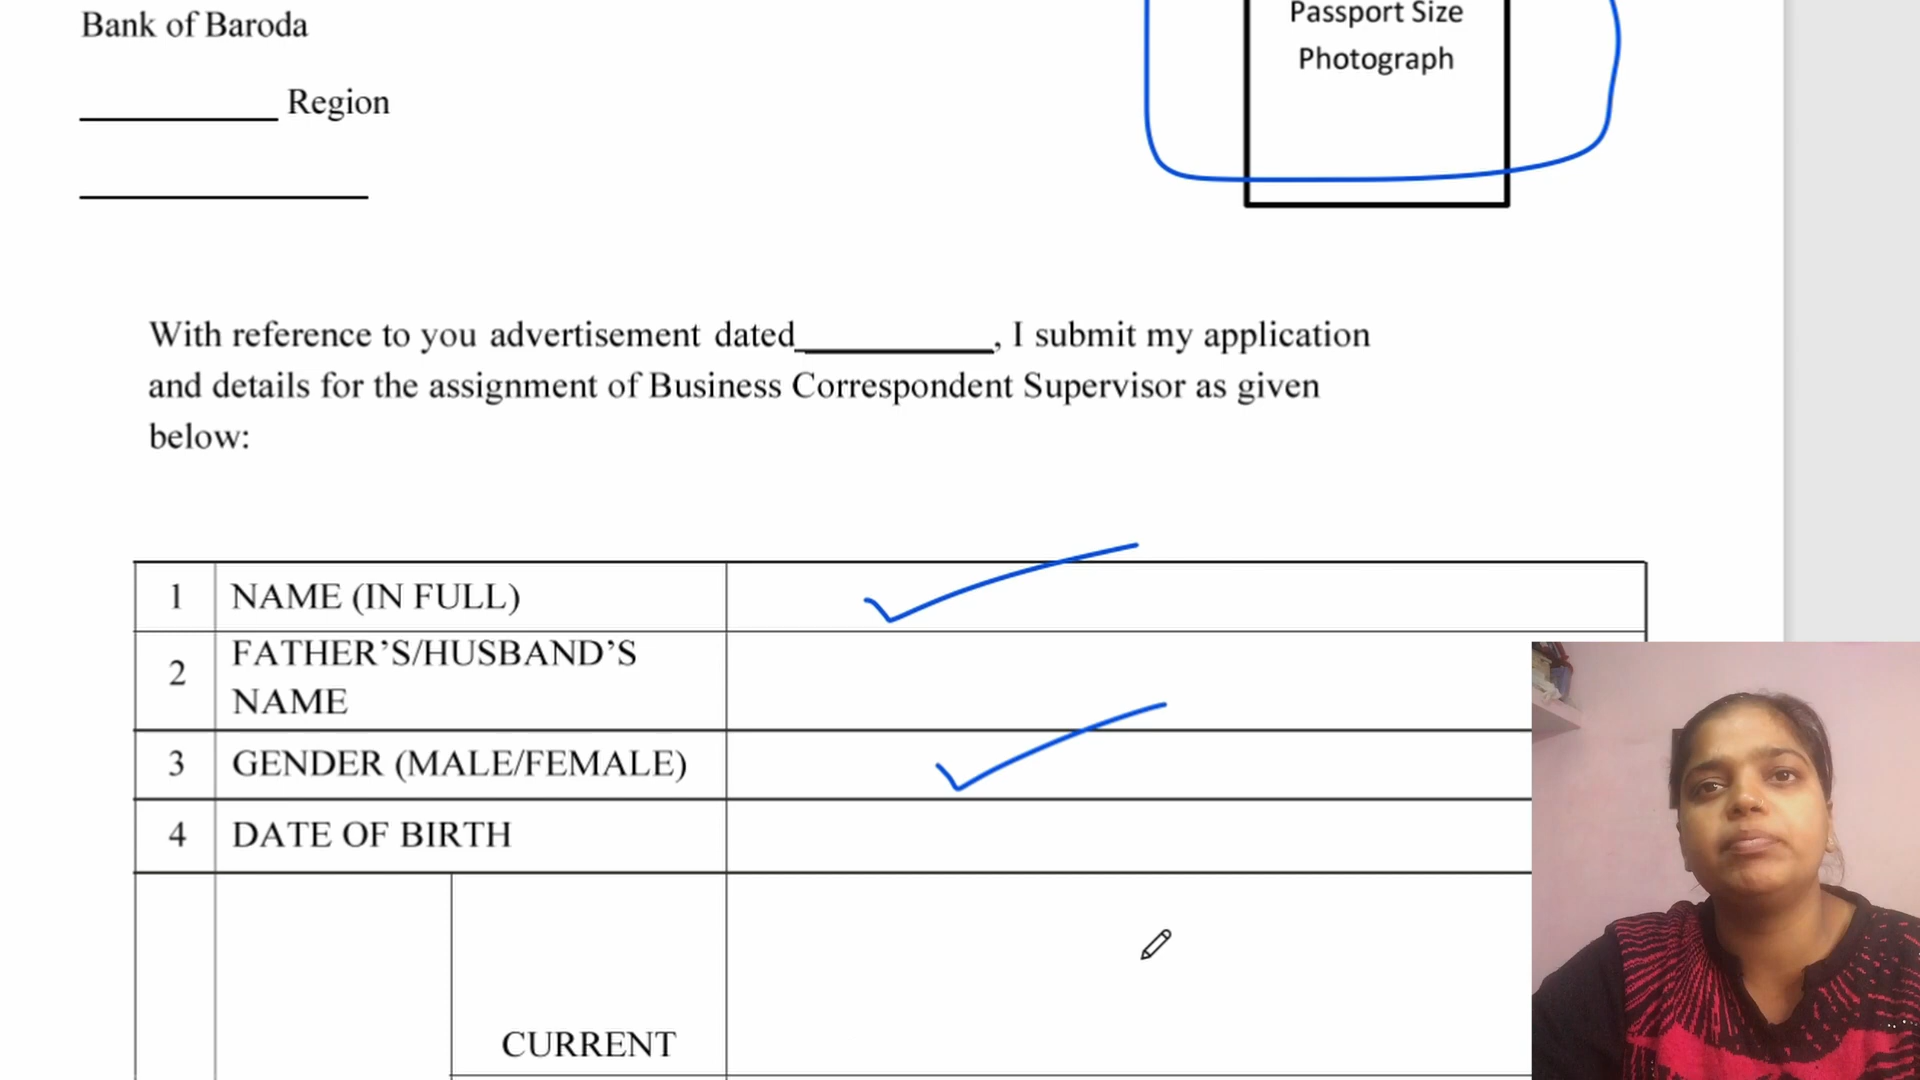 Bank of Baroda
Passport Size
Photograph
__________ Region
_______________
With reference to you advertisement dated__________, I submit my application
and details for the assignment of Business Correspondent Supervisor as given
below:
1 NAME (IN FULL)
2 FATHER’S/HUSBAND’S
NAME
3 GENDER (MALE/FEMALE)
4 DATE OF BIRTH
CURRENT